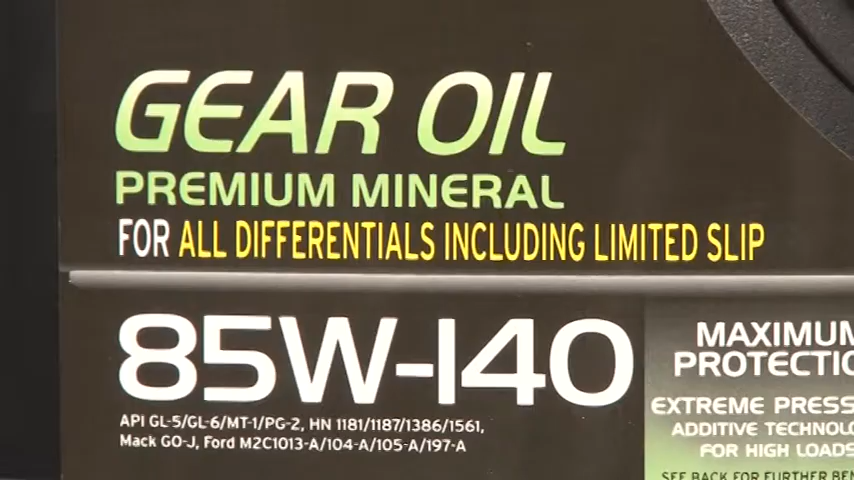 GEAR OIL
PREMIUM MINERAL
FOR ALL DIFFERENTIALS INCLUDING LIMITED SLIP
85W-140
API GL-5/GL-6/MT-1/PG-2, HN 1181/1187/1386/1561,
Mack GO-J, Ford M2C1013-A/104-A/105-A/197-A
MAXIMUM
PROTECTIO
EXTREME PRESS
ADDITIVE TECHNOLO
FOR HIGH LOADS
SEE BACK FOR FURTHER BEN